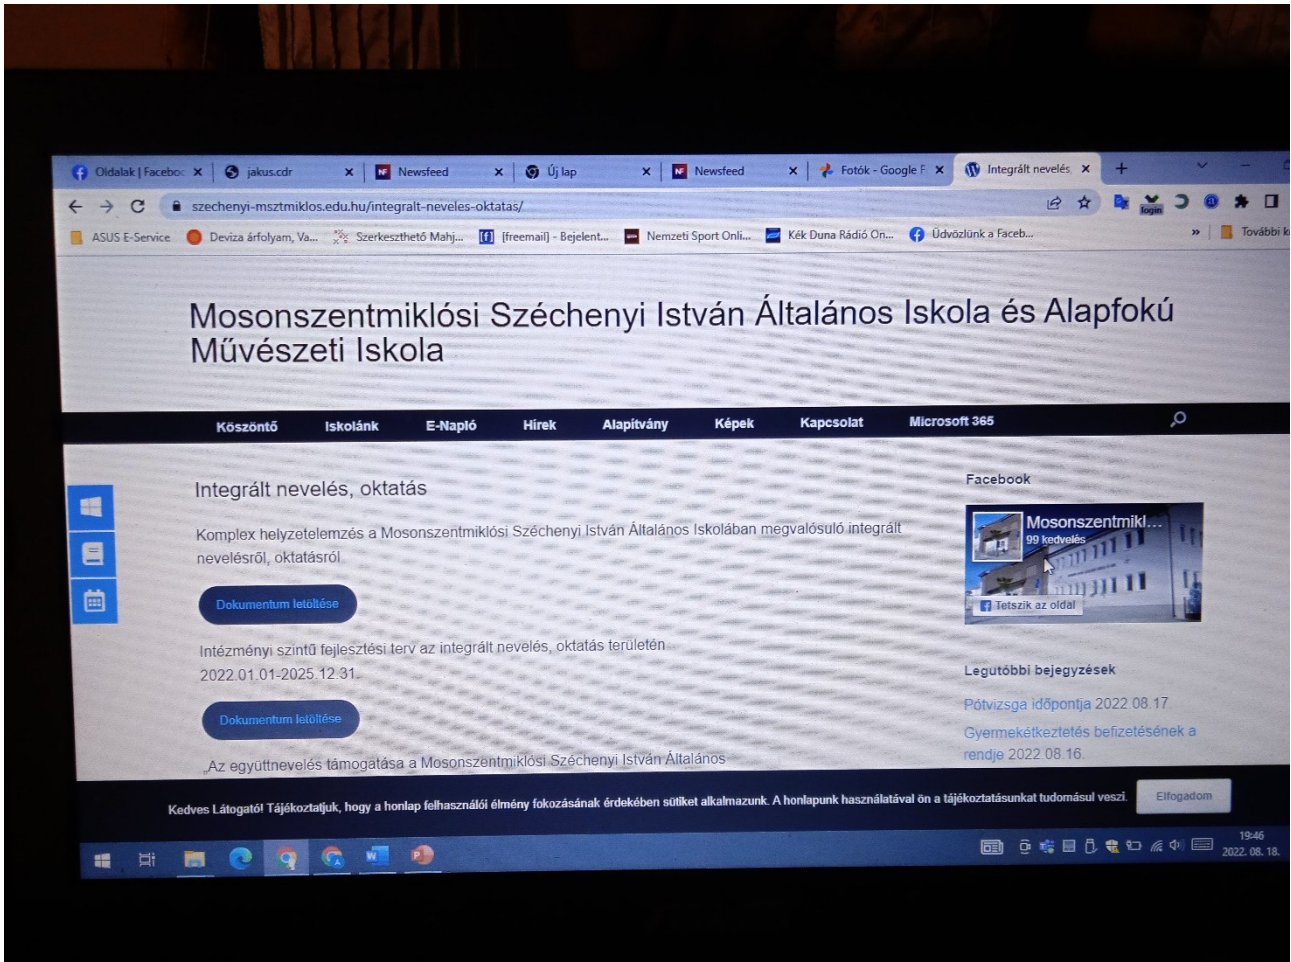 Oldalak | Faceboc
jakus.cdr
Newsfeed
Új lap
Newsfeed
Fotók - Google F
Integrált nevelés,
szechenyi-msztmiklos.edu.hu/integralt-neveles-oktatas/
login
ASUS E-Service
Deviza árfolyam, Va...
Szerkeszthető Mahj...
[freemail] - Bejelent...
Nemzeti Sport Onli...
Kék Duna Rádió On...
Üdvözlünk a Faceb...
»
További k
Mosonszentmiklósi Széchenyi István Általános Iskola és Alapfokú
Művészeti Iskola
Köszöntő Iskolánk E-Napló Hírek Alapítvány Képek Kapcsolat Microsoft 365
Integrált nevelés, oktatás
Komplex helyzetelemzés a Mosonszentmiklósi Széchenyi István Általános Iskolában megvalósuló integrált
nevelésről, oktatásról
Dokumentum letöltése
Intézményi szintű fejlesztési terv az integrált nevelés, oktatás területén
2022.01.01-2025.12.31.
Dokumentum letöltése
„Az együttnevelés támogatása a Mosonszentmiklósi Széchenyi István Általános
Facebook
Mosonszentmikl...
99 kedvelés
Tetszik az oldal
Legutóbbi bejegyzések
Pótvizsga időpontja 2022.08.17.
Gyermekétkeztetés befizetésének a
rendje 2022.08.16.
Kedves Látogató! Tájékoztatjuk, hogy a honlap felhasználói élmény fokozásának érdekében sütiket alkalmazunk. A honlapunk használatával ön a tájékoztatásunkat tudomásul veszi.
Elfogadom
19:46
2022. 08. 18.